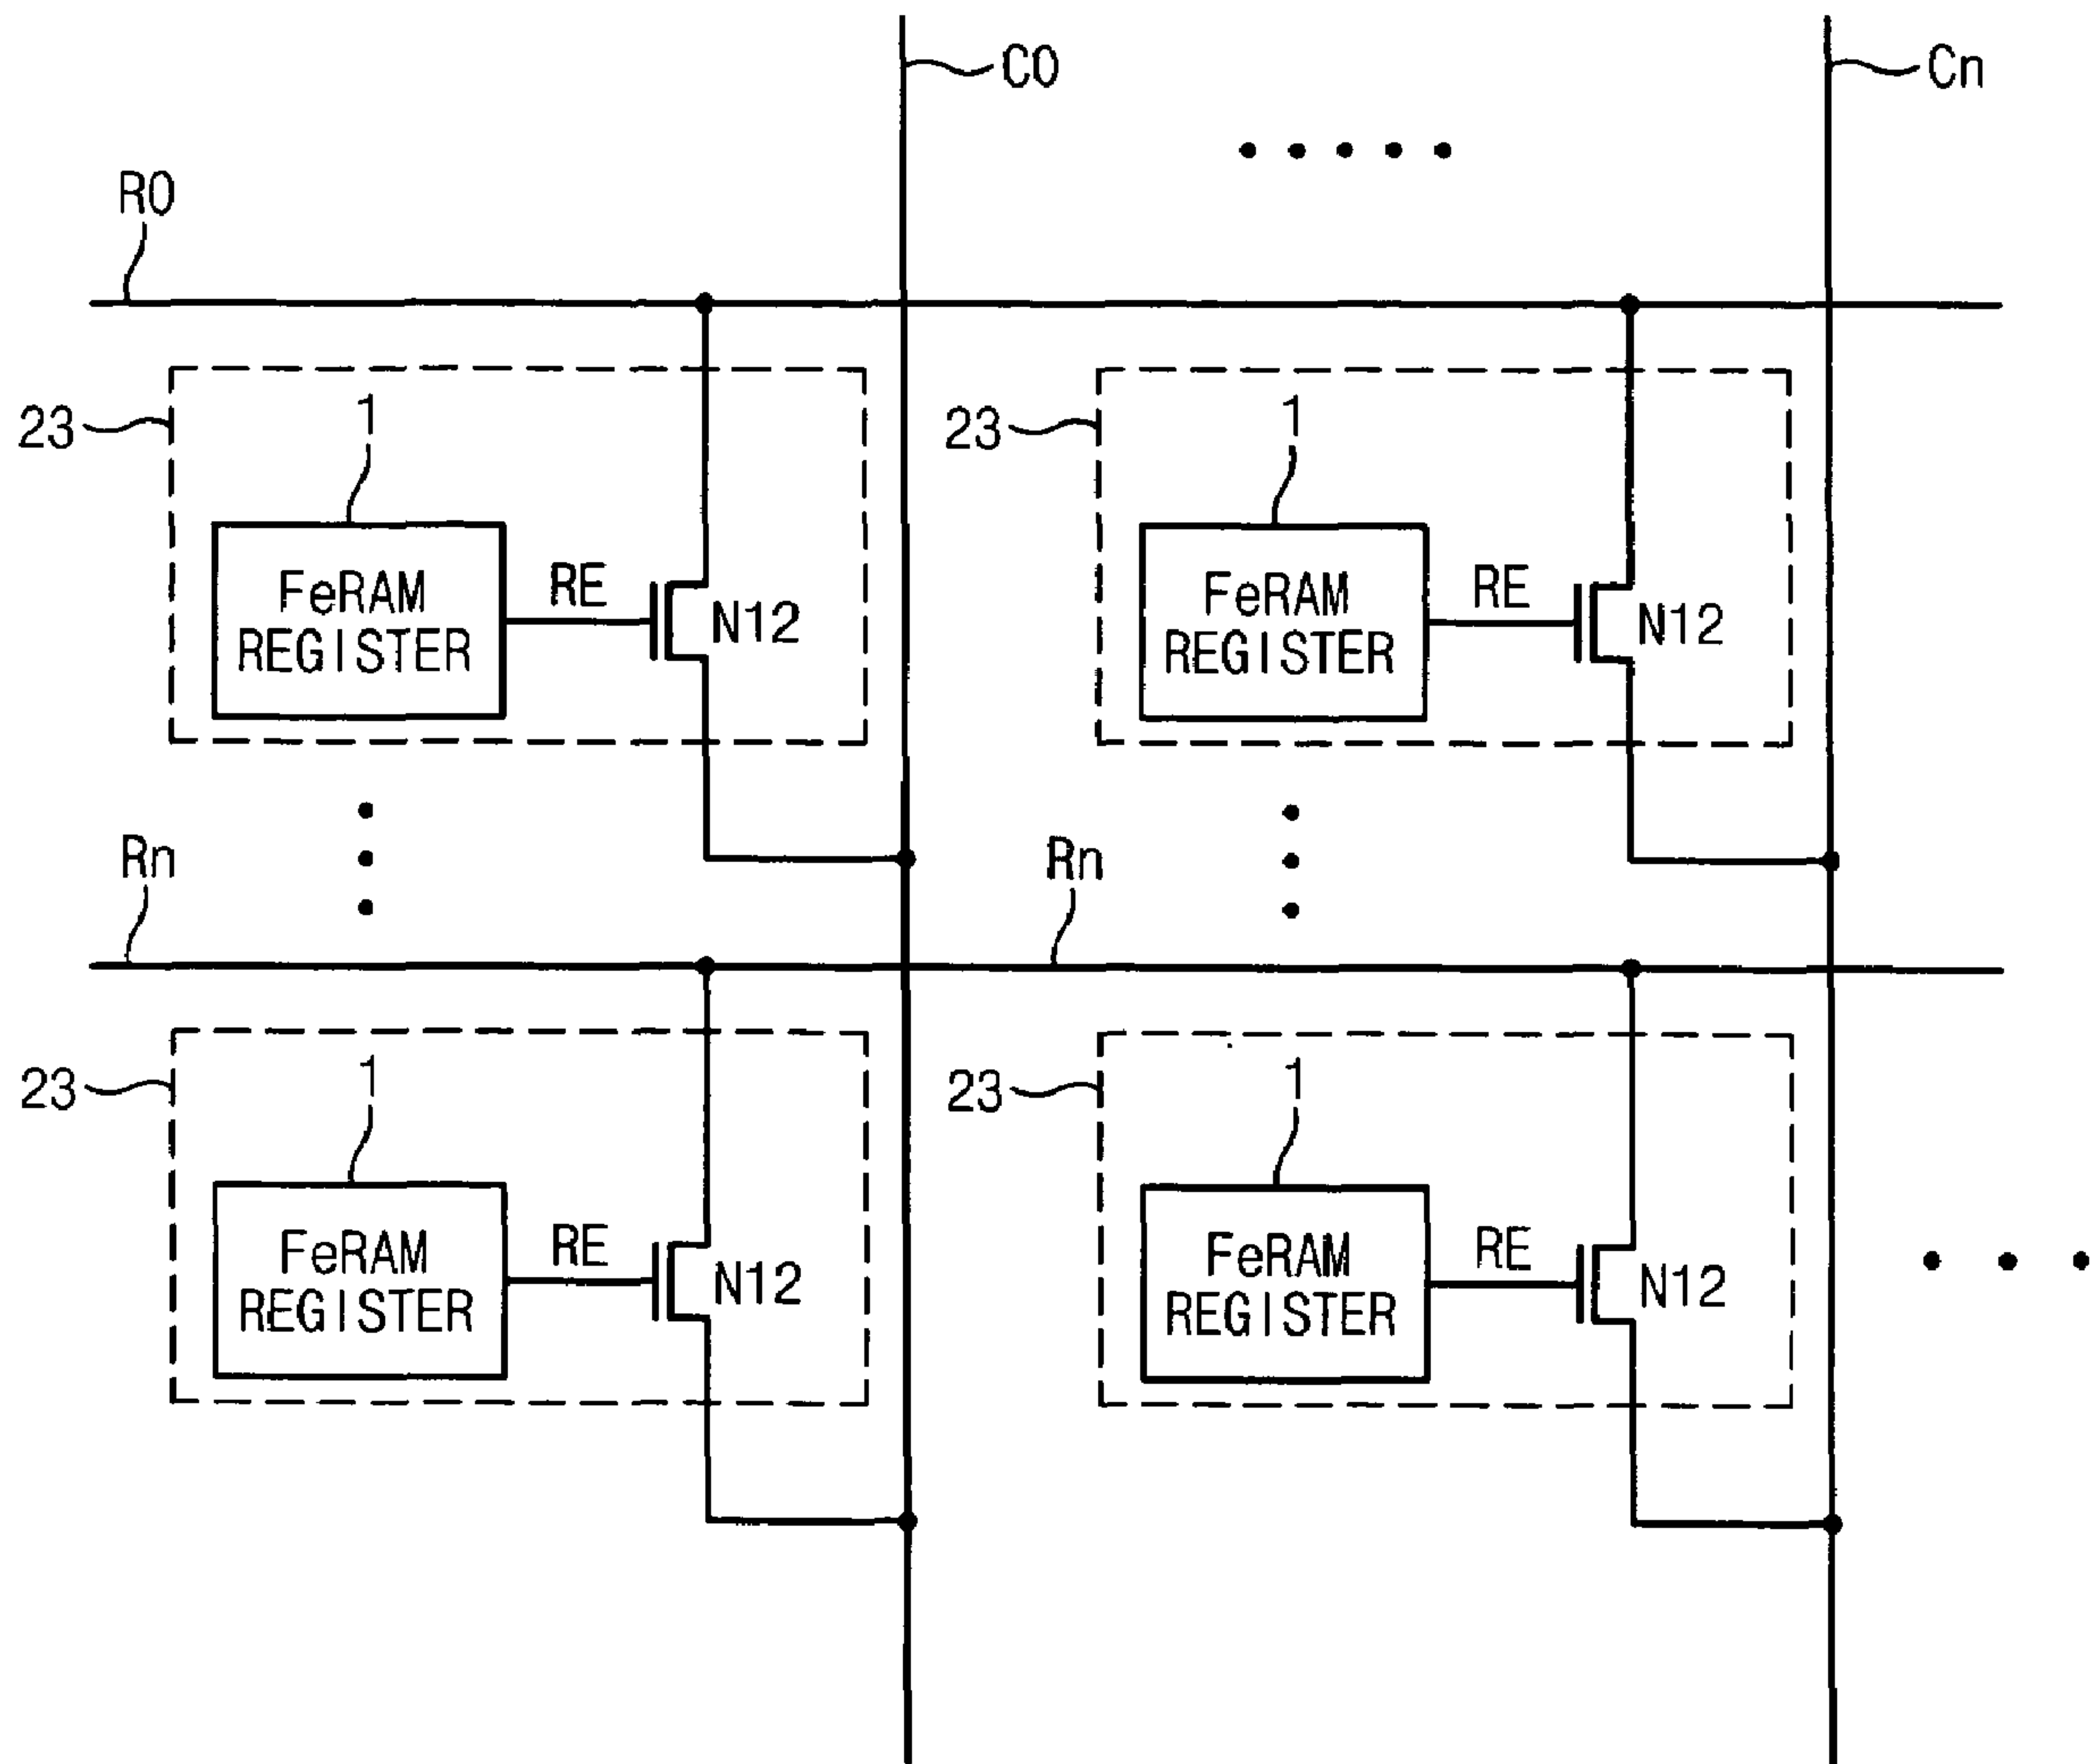 C0
Cn
R0
23
1
23
1
FeRAM
REGISTER
RE
N12
FeRAM
REGISTER
RE
N12
Rn
Rn
23
1
23
1
FeRAM
REGISTER
RE
N12
FeRAM
REGISTER
RE
N12